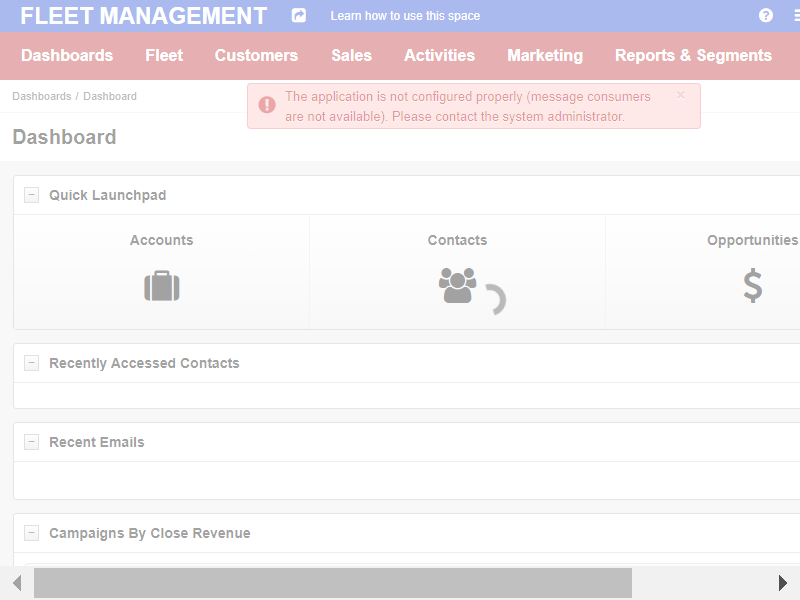 FLEET MANAGEMENT Learn how to use this space
Dashboards Fleet Customers Sales Activities Marketing Reports & Segments
Dashboards / Dashboard
The application is not configured properly (message consumers
are not available). Please contact the system administrator.
Dashboard
Quick Launchpad
Accounts Contacts Opportunities
Recently Accessed Contacts
Recent Emails
Campaigns By Close Revenue